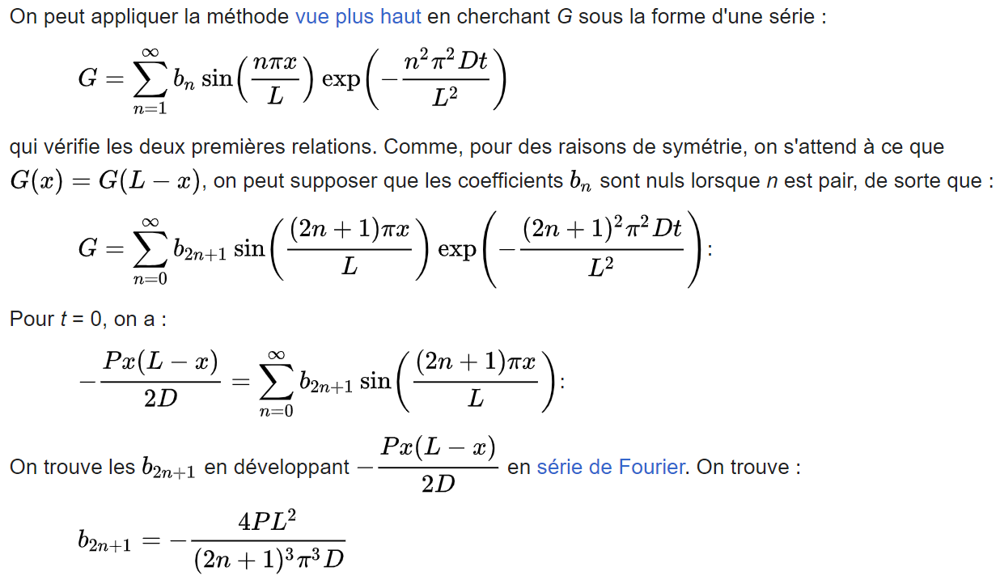 On peut appliquer la méthode vue plus haut en cherchant G sous la forme d'une série :
G = \sum_{n=1}^{\infty} b_n \sin\left(\frac{n\pi x}{L}\right) \exp\left(-\frac{n^2\pi^2 Dt}{L^2}\right)
qui vérifie les deux premières relations. Comme, pour des raisons de symétrie, on s'attend à ce que
G(x) = G(L − x), on peut supposer que les coefficients b_n sont nuls lorsque n est pair, de sorte que :
G = \sum_{n=0}^{\infty} b_{2n+1} \sin\left(\frac{(2n+1)\pi x}{L}\right) \exp\left(-\frac{(2n+1)^2\pi^2 Dt}{L^2}\right):
Pour t = 0, on a :
-\frac{Px(L-x)}{2D} = \sum_{n=0}^{\infty} b_{2n+1} \sin\left(\frac{(2n+1)\pi x}{L}\right):
On trouve les b_{2n+1} en développant -\frac{Px(L-x)}{2D} en série de Fourier. On trouve :
b_{2n+1} = -\frac{4PL^2}{(2n+1)^3\pi^3 D}